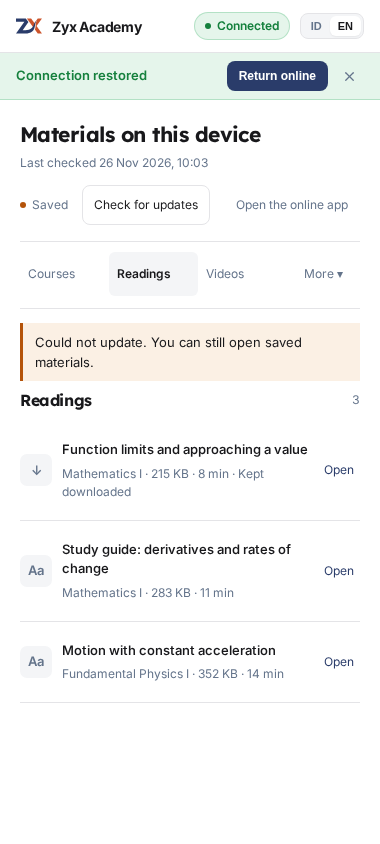 ZX Zyx Academy
Connected
ID EN
Connection restored
Return online ×
Materials on this device
Last checked 26 Nov 2026, 10:03
Saved
Check for updates
Open the online app
Courses
Readings
Videos
More ▾
Could not update. You can still open saved
materials.
Readings
3
↓
Function limits and approaching a value
Mathematics I · 215 KB · 8 min · Kept
downloaded
Open
Aa
Study guide: derivatives and rates of
change
Mathematics I · 283 KB · 11 min
Open
Aa
Motion with constant acceleration
Fundamental Physics I · 352 KB · 14 min
Open